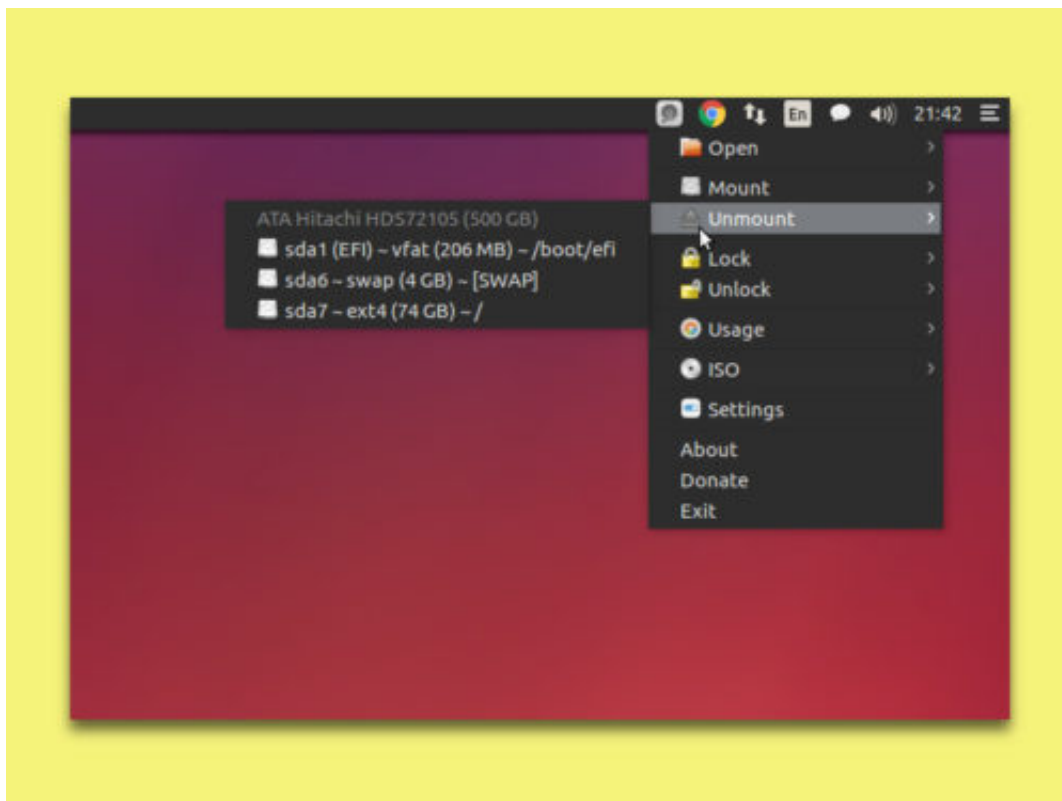 En 21:42
Open
Mount
Unmount
Lock
Unlock
Usage
ISO
Settings
About
Donate
Exit
ATA Hitachi HDS72105 (500 GB)
sda1 (EFI) ~ vfat (206 MB) ~ /boot/efi
sda6 ~ swap (4 GB) ~ [SWAP]
sda7 ~ ext4 (74 GB) ~ /